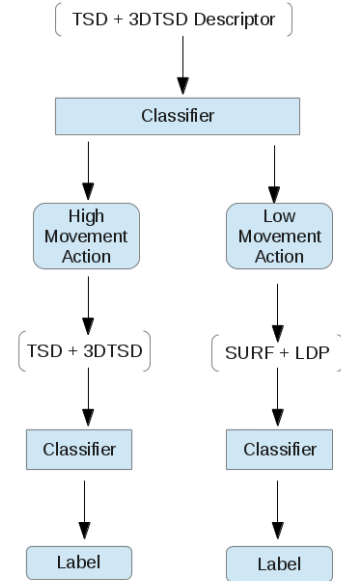 TSD + 3DTSD Descriptor
Classifier
High
Movement
Action
Low
Movement
Action
TSD + 3DTSD
SURF + LDP
Classifier
Classifier
Label
Label